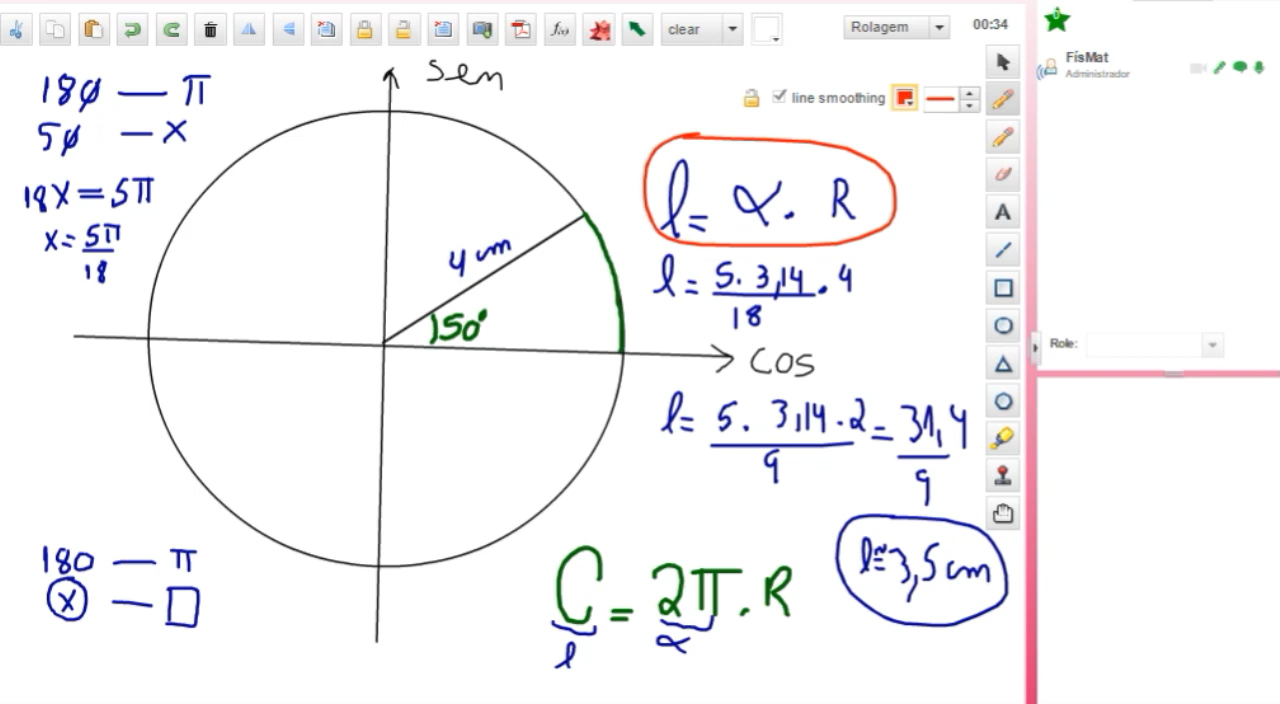 clear
Rolagem
00:34
f(x)
line smoothing
A
FísMat
Administrador
Role:
sen
cos
180 — π
50 — x
18x = 5π
x = 5π/18
4 cm
50°
l = α . R
l = 5 . 3,14/18 . 4
l = 5 . 3,14 . 2/9 = 31,4/9
l ≅ 3,5 cm
180 — π
x — □
C = 2π . R
l α